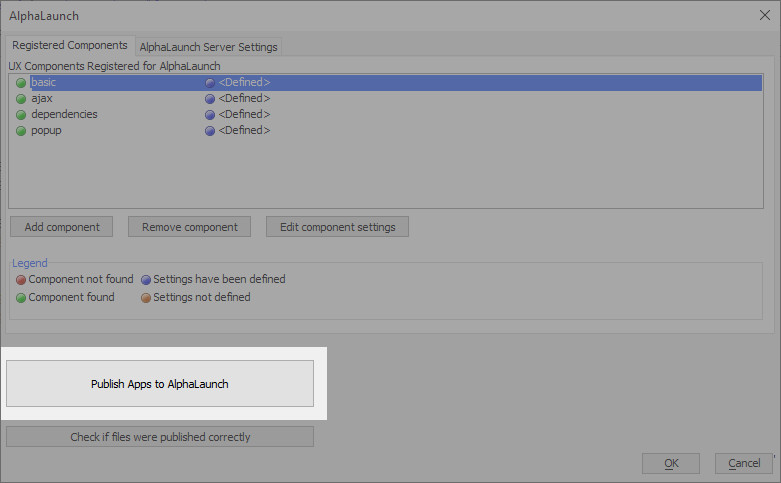 AlphaLaunch
Registered Components AlphaLaunch Server Settings
UX Components Registered for AlphaLaunch
basic <Defined>
ajax <Defined>
dependencies <Defined>
popup <Defined>
Add component Remove component Edit component settings
Legend
Component not found Settings have been defined
Component found Settings not defined
Publish Apps to AlphaLaunch
Check if files were published correctly
OK Cancel